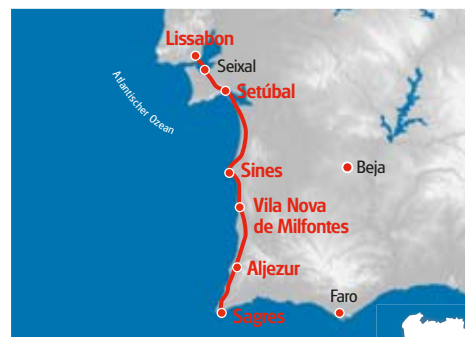 Lissabon
Seixal
Setúbal
Atlantischer Ozean
Sines
Beja
Vila Nova
de Milfontes
Aljezur
Faro
Sagres